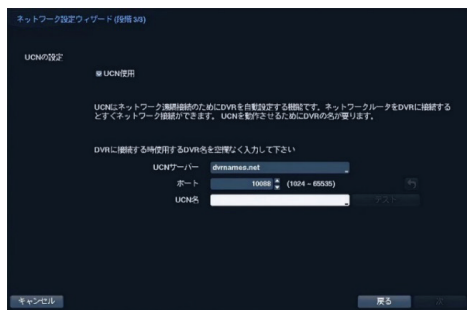 ネットワーク設定ウィザード (段階 3/3)
UCNの設定
UCN使用
UCNはネットワーク遠隔接続のためにDVRを自動設定する機能です。ネットワークルータをDVRに接続する
とすぐネットワーク接続ができます。 UCNを動作させるためにDVRの名が要ります。
DVRに接続する時使用するDVR名を空欄なく入力して下さい
UCNサーバー dvrnames.net
ポート 10088 (1024 ~ 65535)
UCN名 テスト
キャンセル 戻る 次